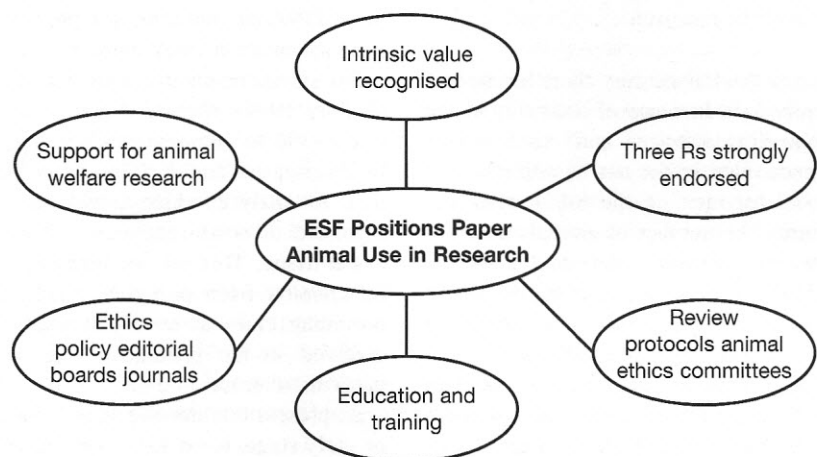 Intrinsic value
recognised
Support for animal
welfare research
Three Rs strongly
endorsed
ESF Positions Paper
Animal Use in Research
Ethics
policy editorial
boards journals
Review
protocols animal
ethics committees
Education and
training